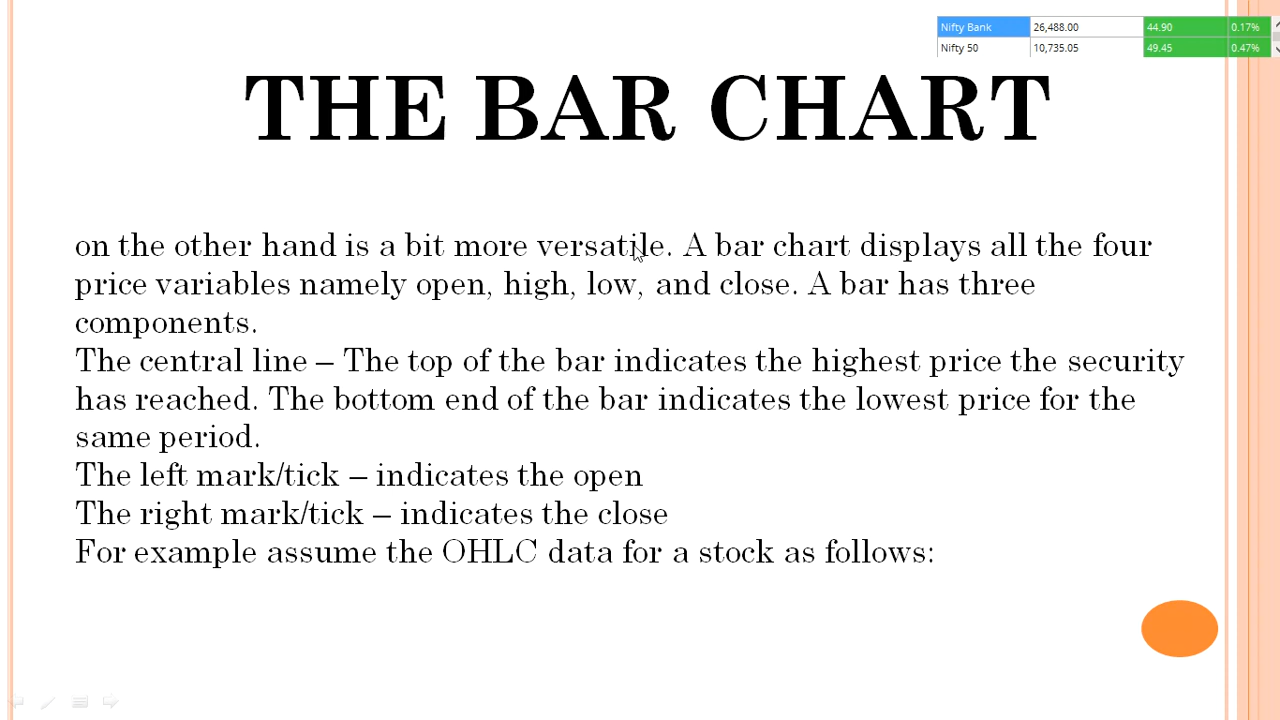 Nifty Bank 26,488.00 44.90 0.17%
Nifty 50 10,735.05 49.45 0.47%
THE BAR CHART
on the other hand is a bit more versatile. A bar chart displays all the four
price variables namely open, high, low, and close. A bar has three
components.
The central line – The top of the bar indicates the highest price the security
has reached. The bottom end of the bar indicates the lowest price for the
same period.
The left mark/tick – indicates the open
The right mark/tick – indicates the close
For example assume the OHLC data for a stock as follows: